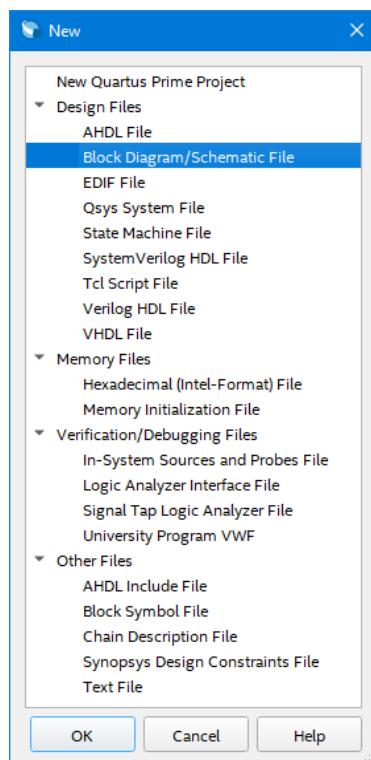 New
New Quartus Prime Project
Design Files
AHDL File
Block Diagram/Schematic File
EDIF File
Qsys System File
State Machine File
SystemVerilog HDL File
Tcl Script File
Verilog HDL File
VHDL File
Memory Files
Hexadecimal (Intel-Format) File
Memory Initialization File
Verification/Debugging Files
In-System Sources and Probes File
Logic Analyzer Interface File
Signal Tap Logic Analyzer File
University Program VWF
Other Files
AHDL Include File
Block Symbol File
Chain Description File
Synopsys Design Constraints File
Text File
OK Cancel Help